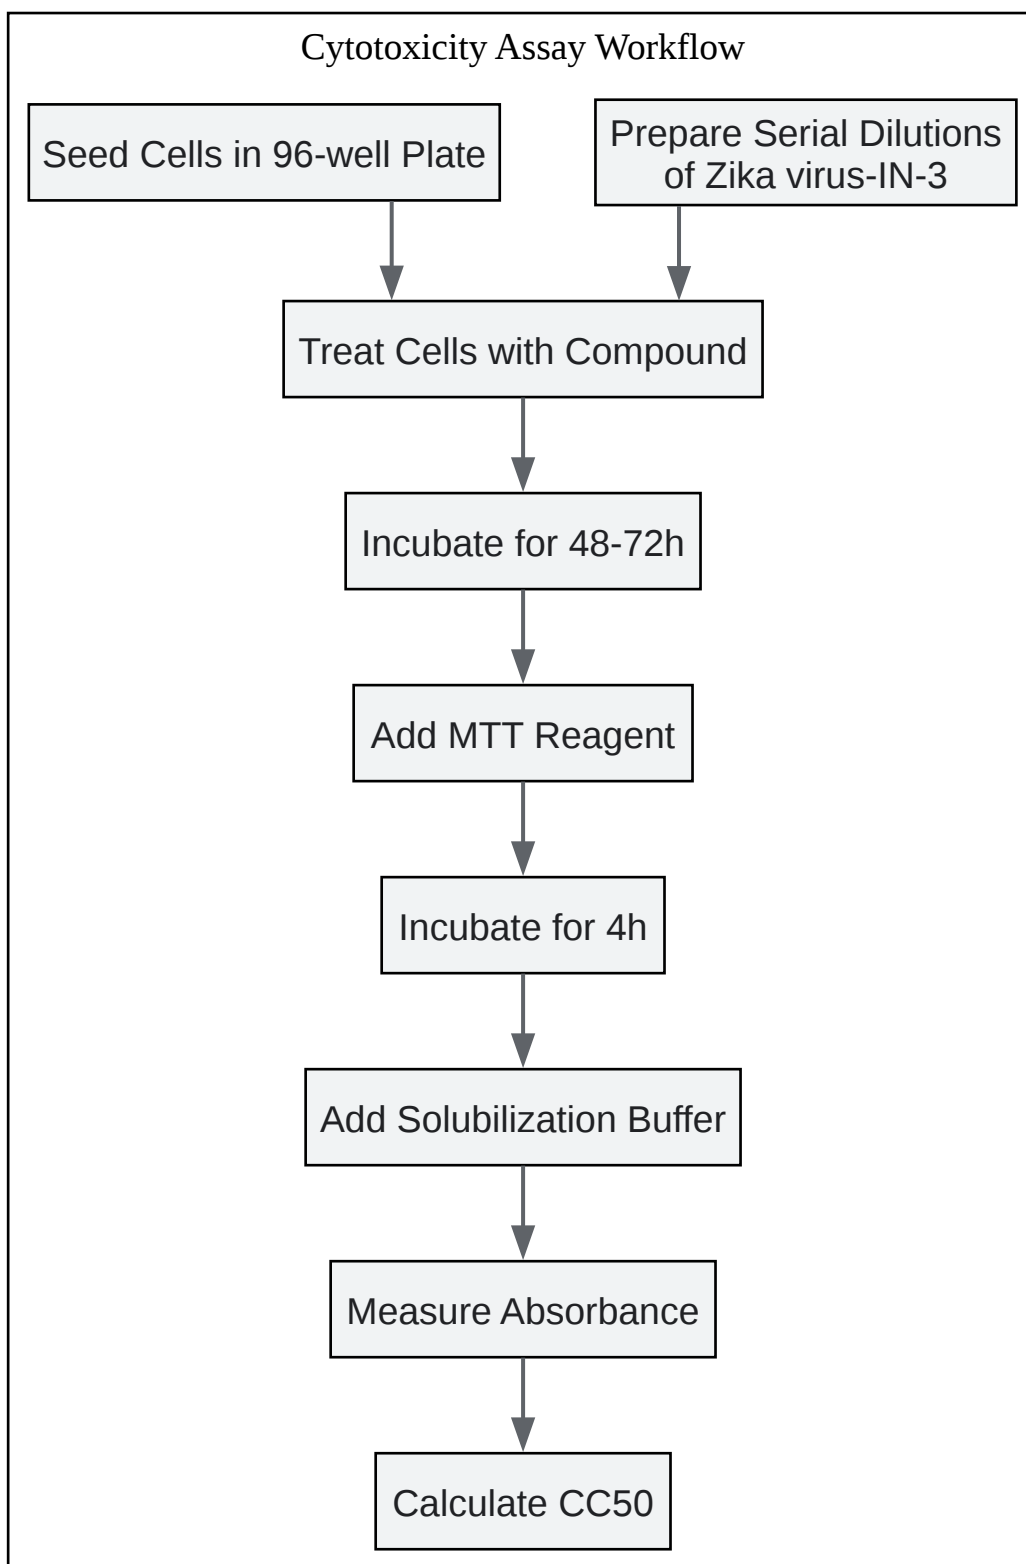 Cytotoxicity Assay Workflow
Seed Cells in 96-well Plate
Prepare Serial Dilutions
of Zika virus-IN-3
Treat Cells with Compound
Incubate for 48-72h
Add MTT Reagent
Incubate for 4h
Add Solubilization Buffer
Measure Absorbance
Calculate CC50